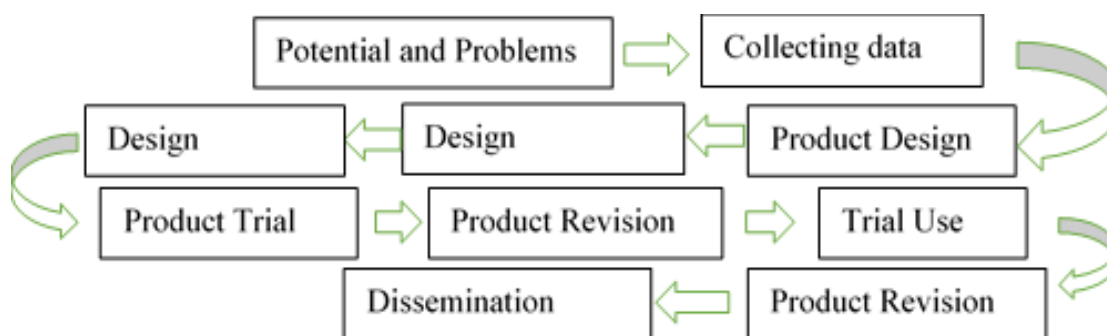 Potential and Problems
Collecting data
Product Design
Design
Design
Product Trial
Product Revision
Trial Use
Product Revision
Dissemination